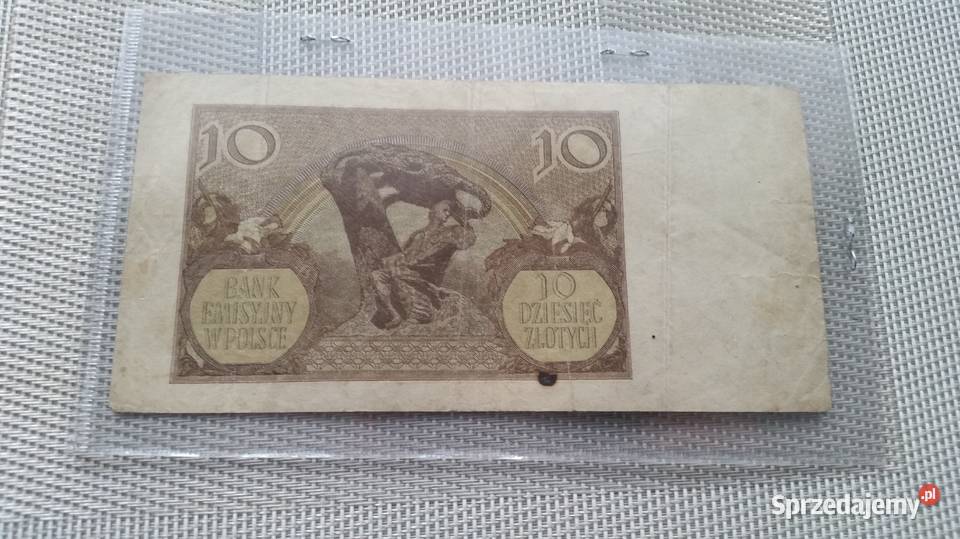 10
10
BANK
EMISYJNY
W POLSCE
10
DZIESIĘĆ
ZŁOTYCH
Sprzedajemy.pl